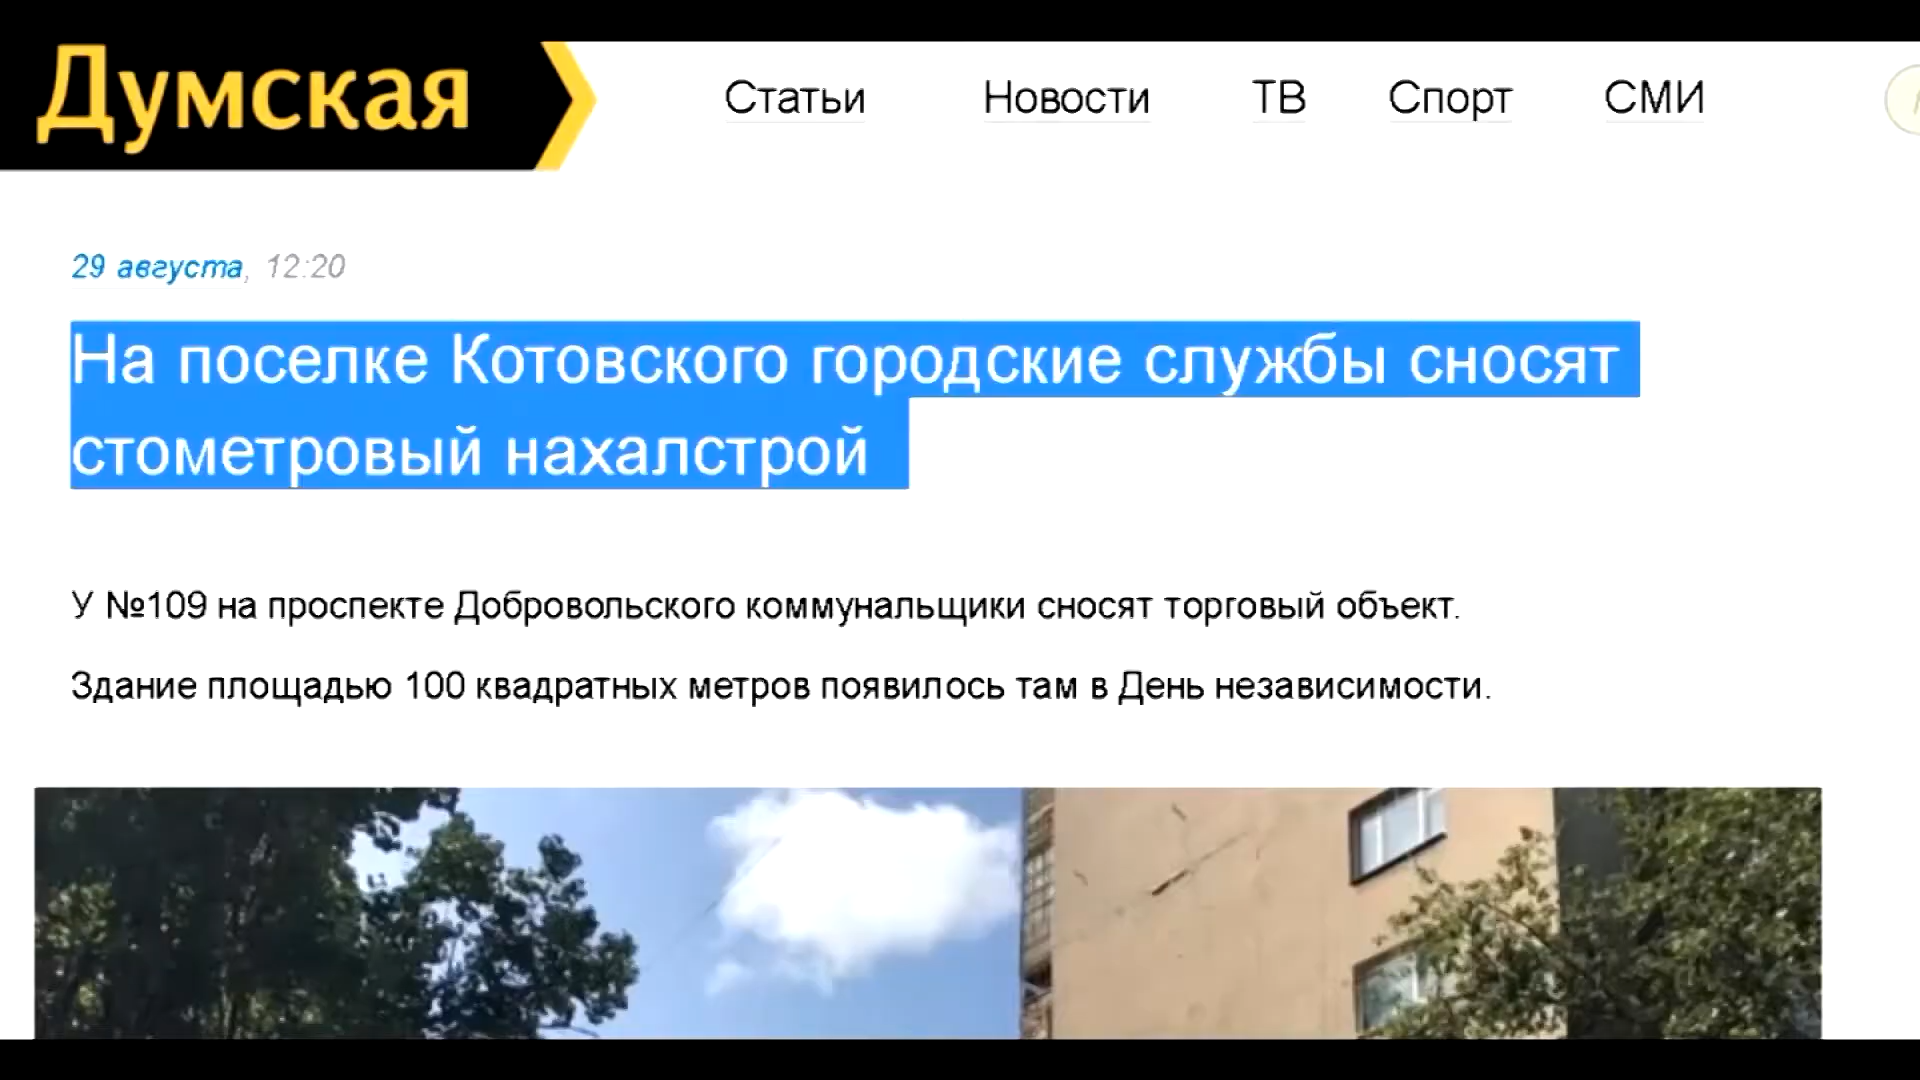 Думская
Статьи Новости ТВ Спорт СМИ
29 августа, 12:20
На поселке Котовского городские службы сносят
стометровый нахалстрой
У №109 на проспекте Добровольского коммунальщики сносят торговый объект.
Здание площадью 100 квадратных метров появилось там в День независимости.